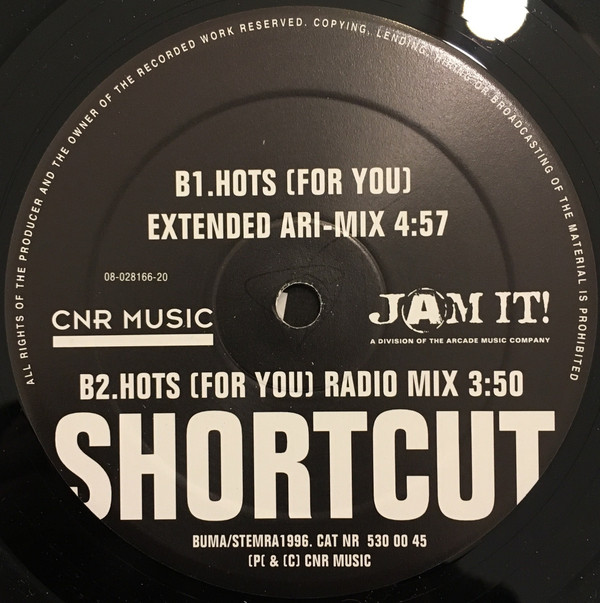 ALL RIGHTS OF THE PRODUCER AND THE OWNER OF THE RECORDED WORK RESERVED. COPYING, LENDING, HIRING OR BROADCASTING OF THE MATERIAL IS PROHIBITED
B1.HOTS (FOR YOU)
EXTENDED ARI-MIX 4:57
08-028166-20
CNR MUSIC
JAM IT!
A DIVISION OF THE ARCADE MUSIC COMPANY
B2.HOTS (FOR YOU) RADIO MIX 3:50
SHORTCUT
BUMA/STEMRA1996. CAT NR 530 00 45
(P( & (C) CNR MUSIC